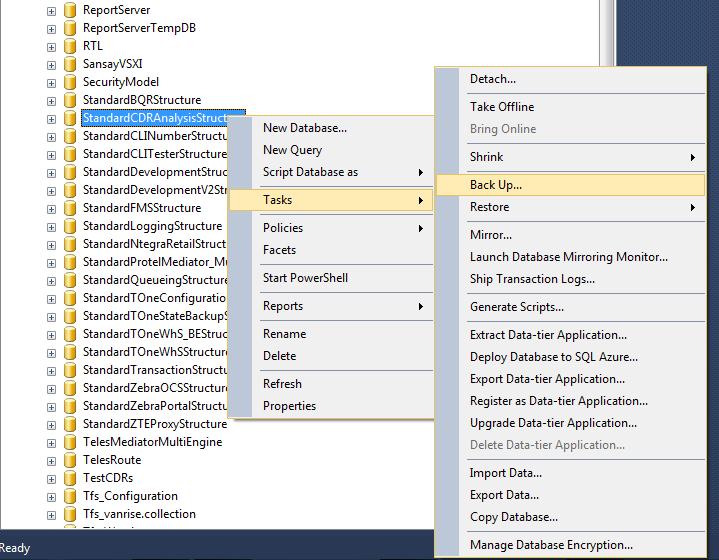 ReportServer
ReportServerTempDB
RTL
SansayVSXI
SecurityModel
StandardBQRStructure
StandardCDRAnalysisStructu
StandardCLINumberStructu
StandardCLITesterStructure
StandardDevelopmentStruc
StandardDevelopmentV2Str
StandardFMSStructure
StandardLoggingStructure
StandardNtegraRetailStruct
StandardProtelMediator_Mu
StandardQueueingStructure
StandardTOneConfiguration
StandardTOneStateBackupS
StandardTOneWhS_BEStruc
StandardTOneWhSStructure
StandardTransactionStructu
StandardZebraOCSStructure
StandardZebraPortalStructu
StandardZTEProxyStructure
TelesMediatorMultiEngine
TelesRoute
TestCDRs
Tfs_Configuration
Tfs_vanrise.collection
Ready
New Database...
New Query
Script Database as
Tasks
Policies
Facets
Start PowerShell
Reports
Rename
Delete
Refresh
Properties
Detach...
Take Offline
Bring Online
Shrink
Back Up...
Restore
Mirror...
Launch Database Mirroring Monitor...
Ship Transaction Logs...
Generate Scripts...
Extract Data-tier Application...
Deploy Database to SQL Azure...
Export Data-tier Application...
Register as Data-tier Application...
Upgrade Data-tier Application...
Delete Data-tier Application...
Import Data...
Export Data...
Copy Database...
Manage Database Encryption...